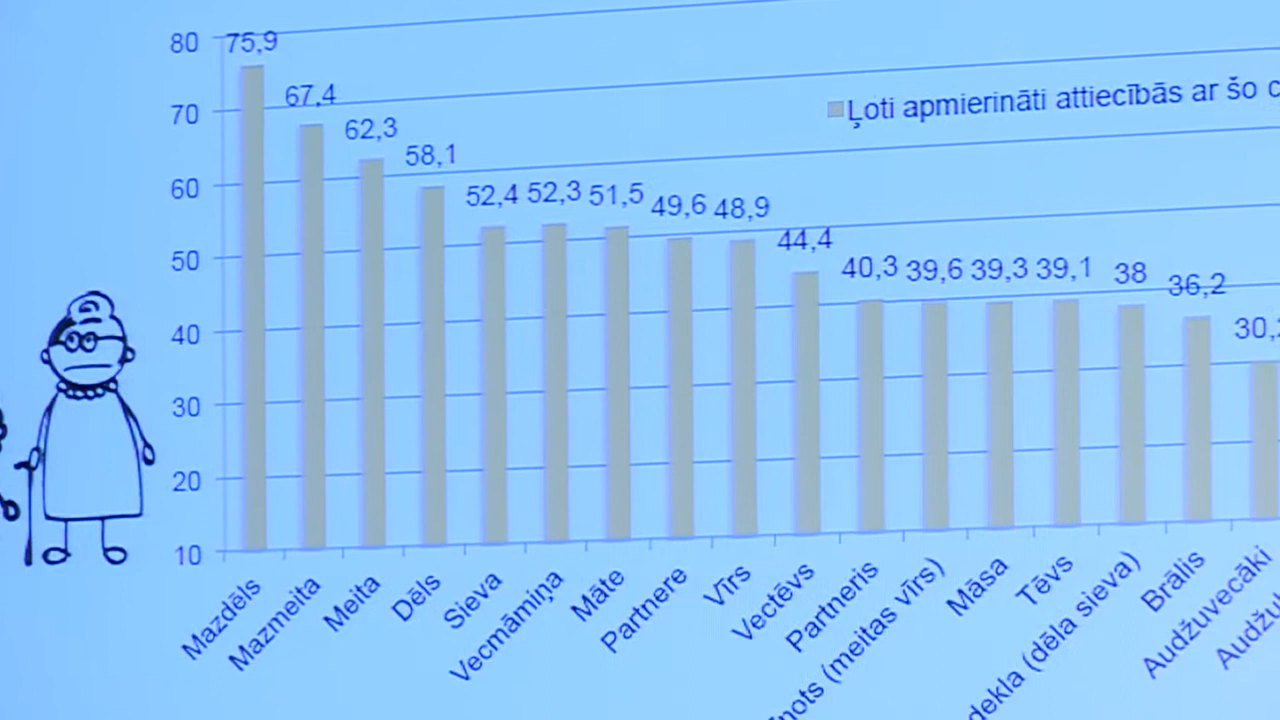 80
70
60
50
40
30
20
10
75,9
67,4
62,3
58,1
52,4
52,3
51,5
49,6
48,9
44,4
40,3
39,6
39,3
39,1
38
36,2
Ļoti apmierināti attiecībās ar šo
Mazdēls
Mazmeita
Meita
Dēls
Sieva
Vecmāmiņa
Māte
Partnere
Vīrs
Vectēvs
Partneris
(meitas vīrs)
Māsa
Tēvs
(dēla sieva)
Brālis
Audžuvecāki